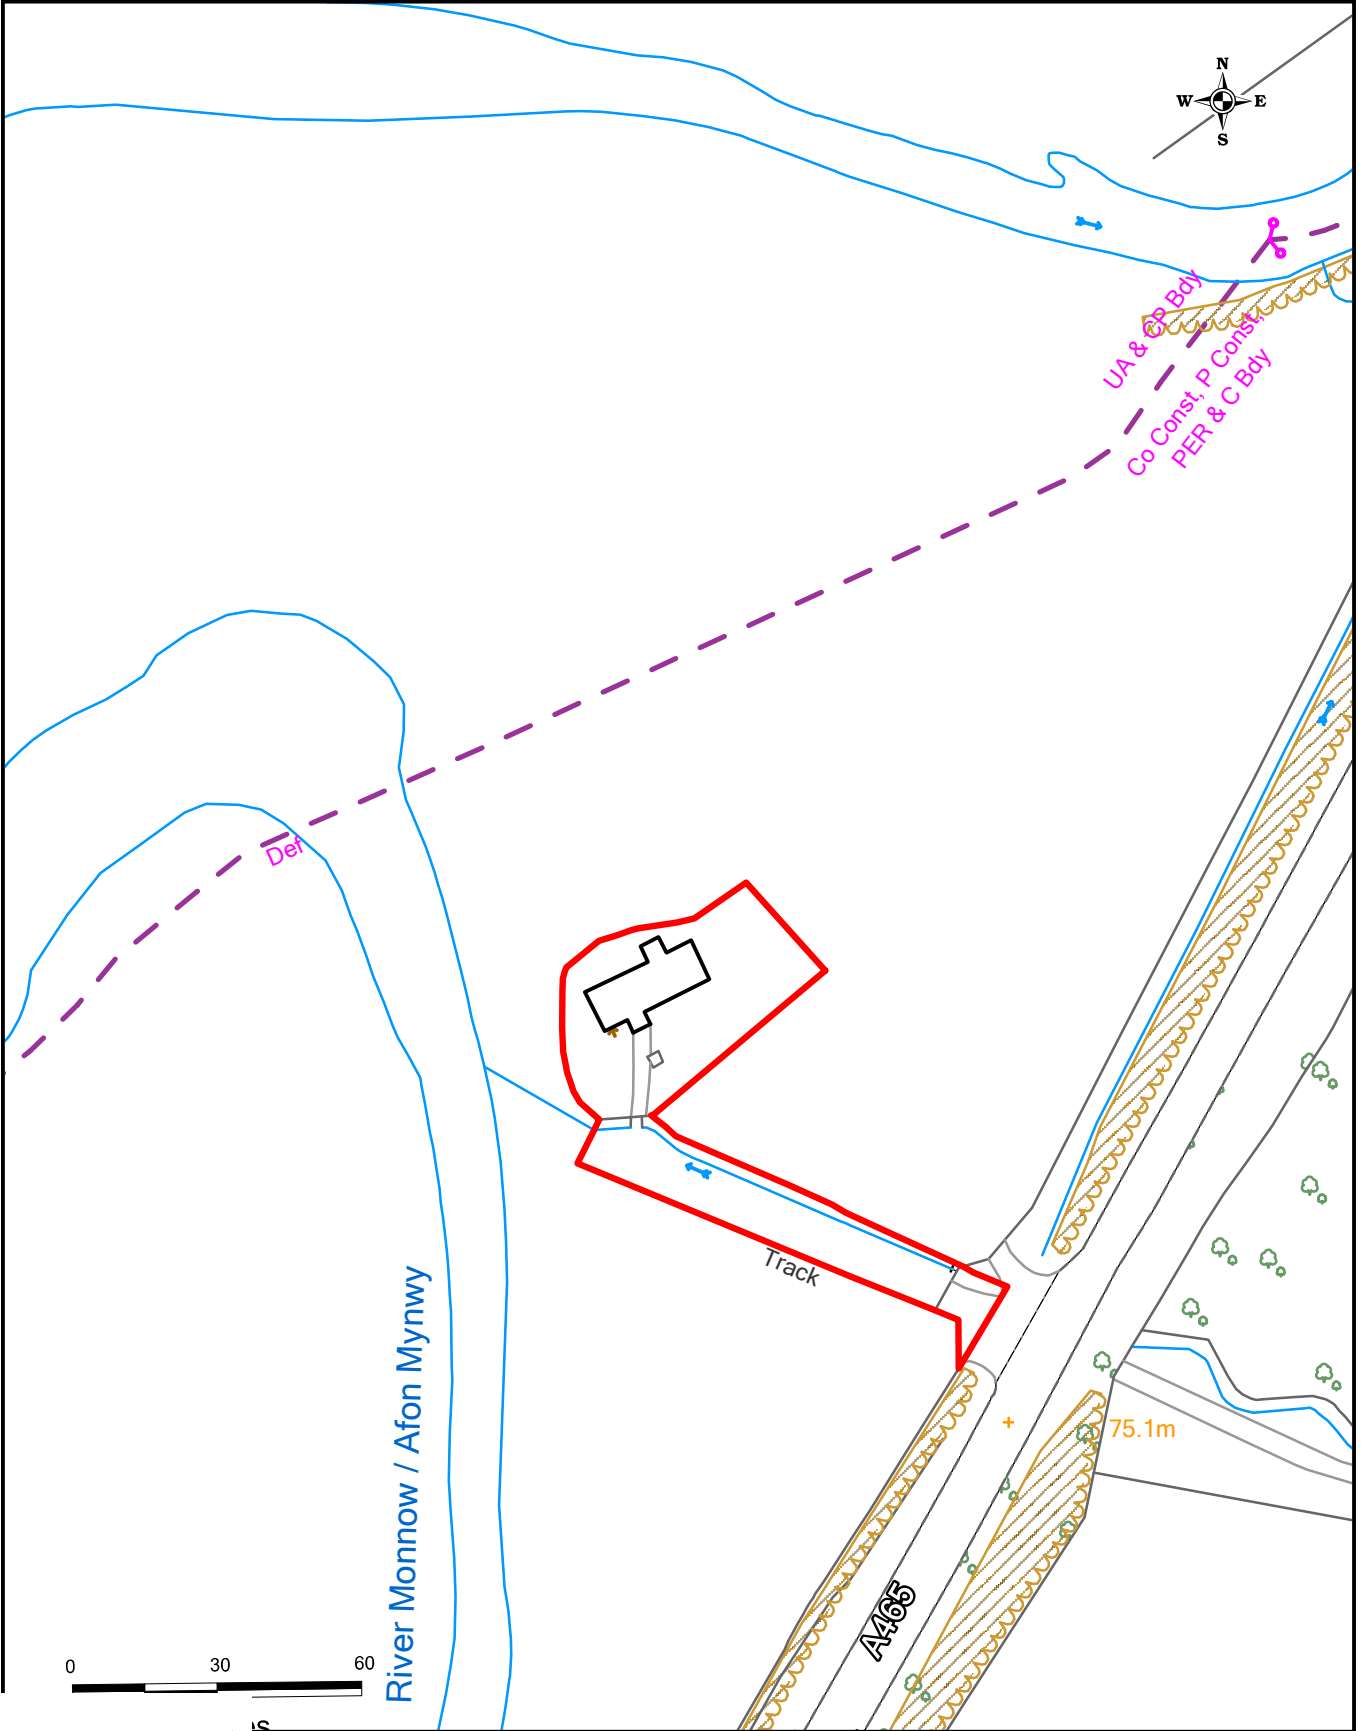 N
W E
S
UA & CP Bdy
Co Const, P Const,
PER & C Bdy
Def
Track
River Monnow / Afon Mynwy
75.1m
A465
0 30 60